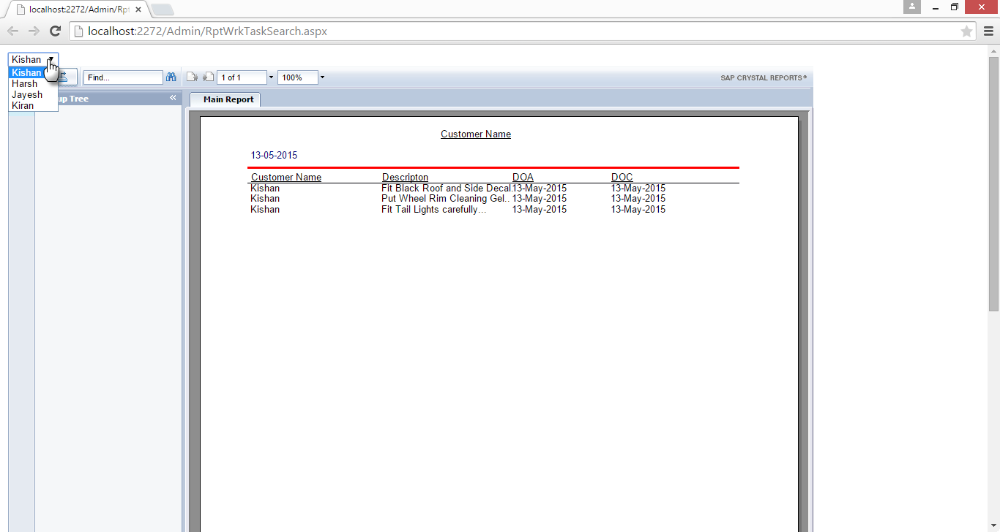 localhost:2272/Admin/Rpt
localhost:2272/Admin/RptWrkTaskSearch.aspx
Kishan
Kishan
Harsh
Jayesh
Kiran
Find... 1 of 1 100% SAP CRYSTAL REPORTS®
up Tree «
Main Report
Customer Name
13-05-2015
Customer Name Descripton DOA DOC
Kishan Fit Black Roof and Side Decal. 13-May-2015 13-May-2015
Kishan Put Wheel Rim Cleaning Gel.. 13-May-2015 13-May-2015
Kishan Fit Tail Lights carefully... 13-May-2015 13-May-2015